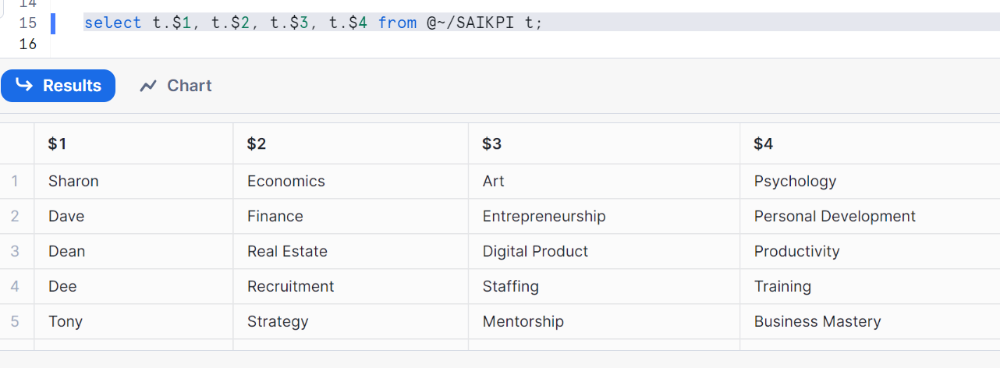 14
15 select t.$1, t.$2, t.$3, t.$4 from @~/SAIKPI t;
16
Results Chart
$1 $2 $3 $4
1 Sharon Economics Art Psychology
2 Dave Finance Entrepreneurship Personal Development
3 Dean Real Estate Digital Product Productivity
4 Dee Recruitment Staffing Training
5 Tony Strategy Mentorship Business Mastery